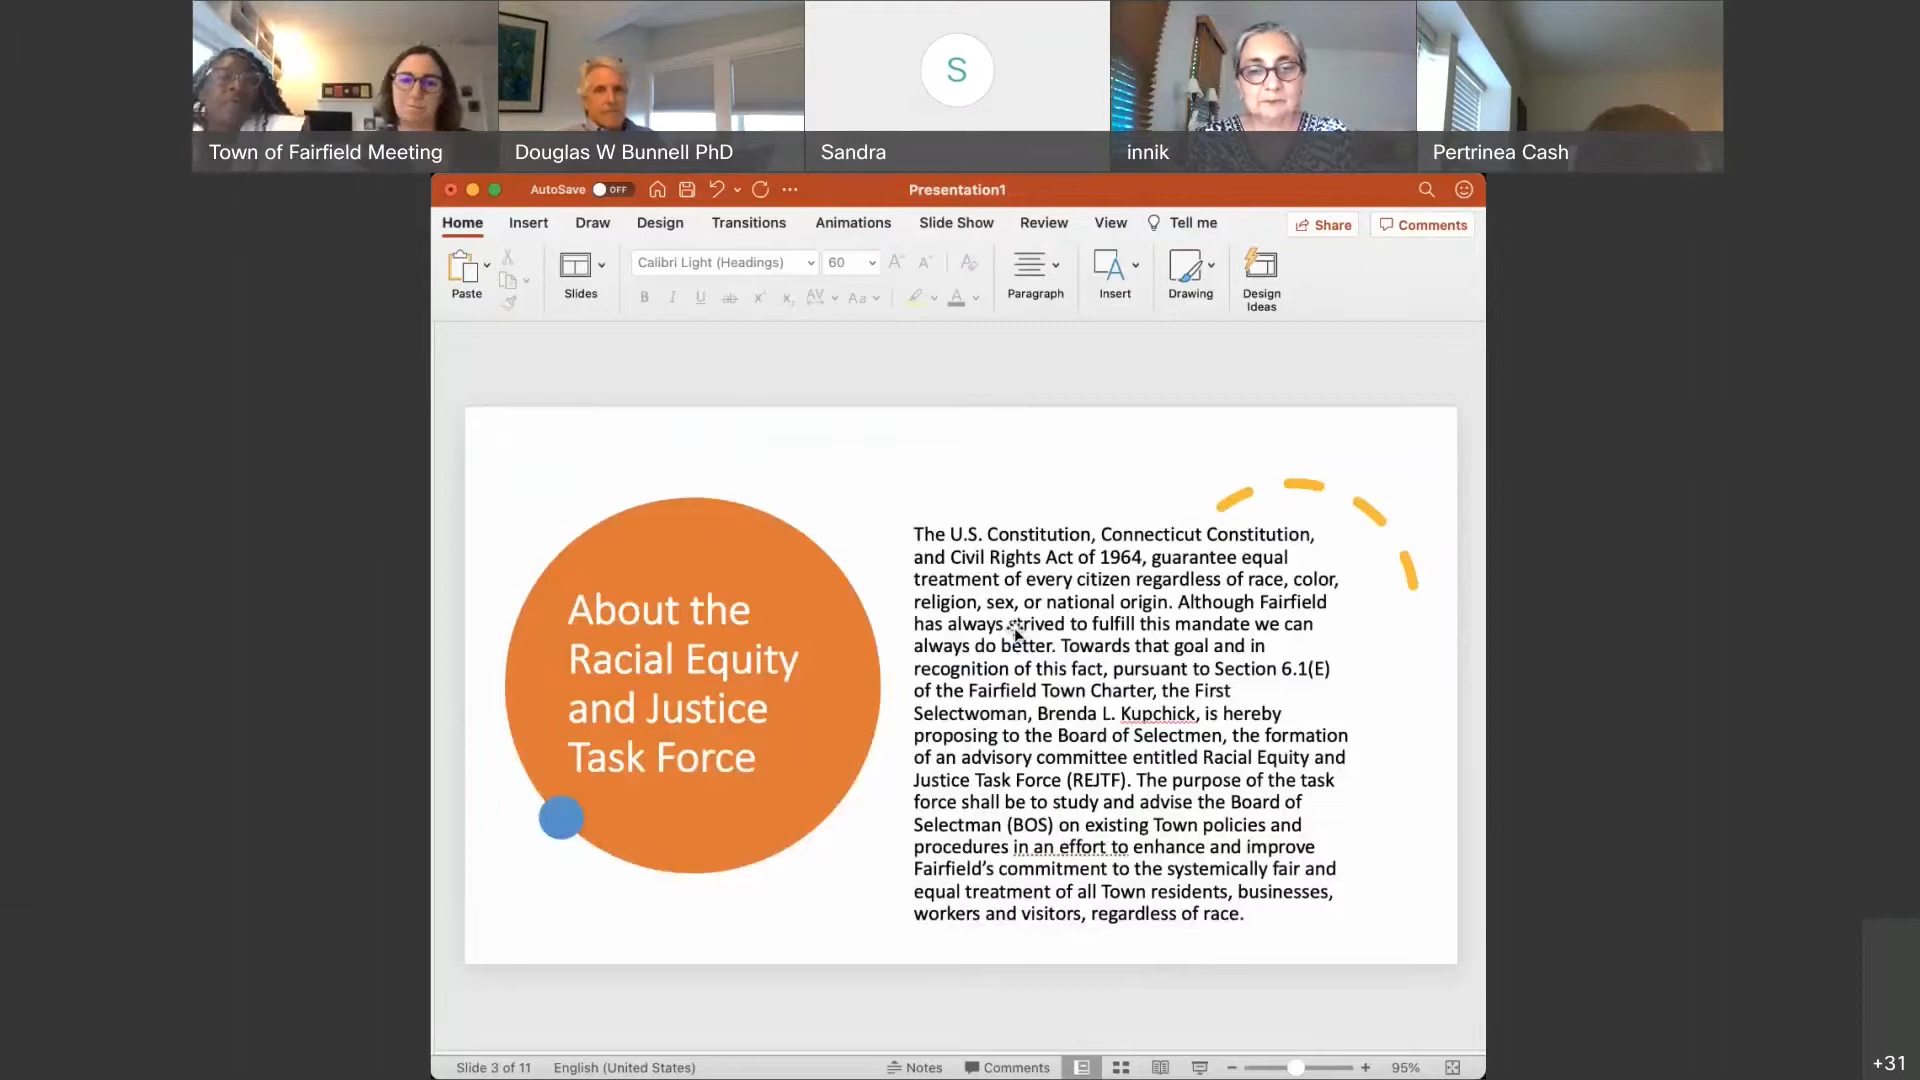 S
Town of Fairfield Meeting
Douglas W Bunnell PhD
Sandra
innik
Pertrinea Cash
AutoSave OFF
Presentation1
Home Insert Draw Design Transitions Animations Slide Show Review View Tell me
Share Comments
Calibri Light (Headings) 60
Paste Slides Paragraph Insert Drawing Design
Ideas
About the
Racial Equity
and Justice
Task Force
The U.S. Constitution, Connecticut Constitution,
and Civil Rights Act of 1964, guarantee equal
treatment of every citizen regardless of race, color,
religion, sex, or national origin. Although Fairfield
has always strived to fulfill this mandate we can
always do better. Towards that goal and in
recognition of this fact, pursuant to Section 6.1(E)
of the Fairfield Town Charter, the First
Selectwoman, Brenda L. Kupchick, is hereby
proposing to the Board of Selectmen, the formation
of an advisory committee entitled Racial Equity and
Justice Task Force (REJTF). The purpose of the task
force shall be to study and advise the Board of
Selectman (BOS) on existing Town policies and
procedures in an effort to enhance and improve
Fairfield's commitment to the systemically fair and
equal treatment of all Town residents, businesses,
workers and visitors, regardless of race.
Slide 3 of 11 English (United States) Notes Comments 95%
+31